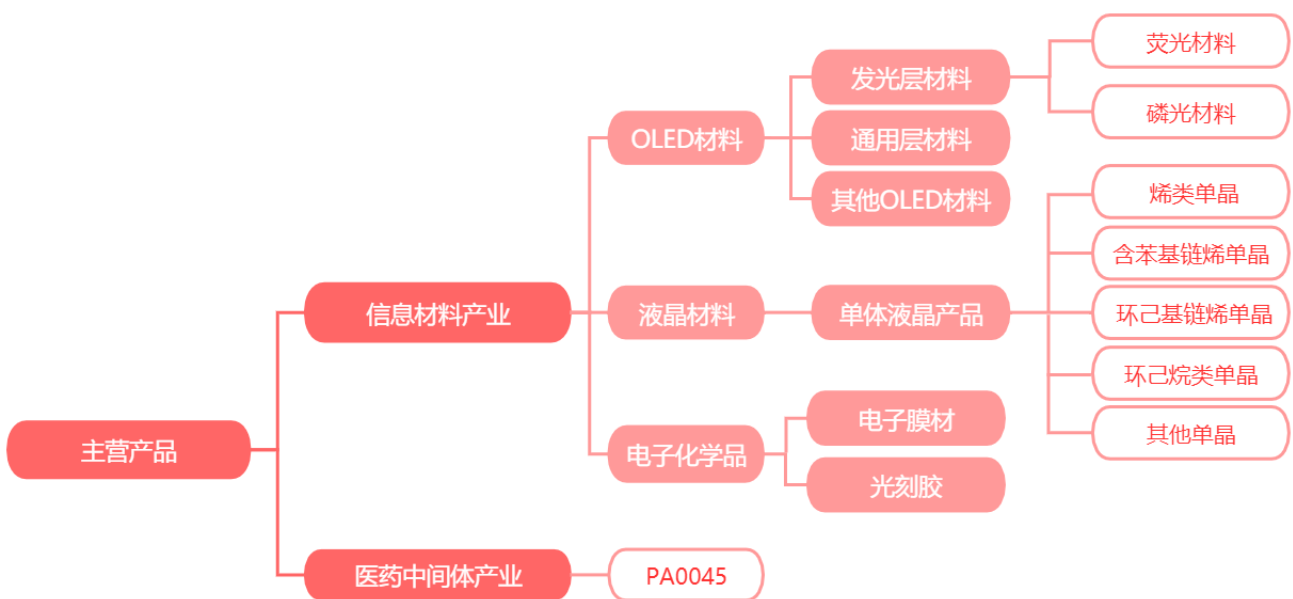 主营产品
信息材料产业
OLED材料
发光层材料
荧光材料
磷光材料
通用层材料
其他OLED材料
液晶材料
单体液晶产品
烯类单晶
含苯基链烯单晶
环己基链烯单晶
环己烷类单晶
其他单晶
电子化学品
电子膜材
光刻胶
医药中间体产业
PA0045